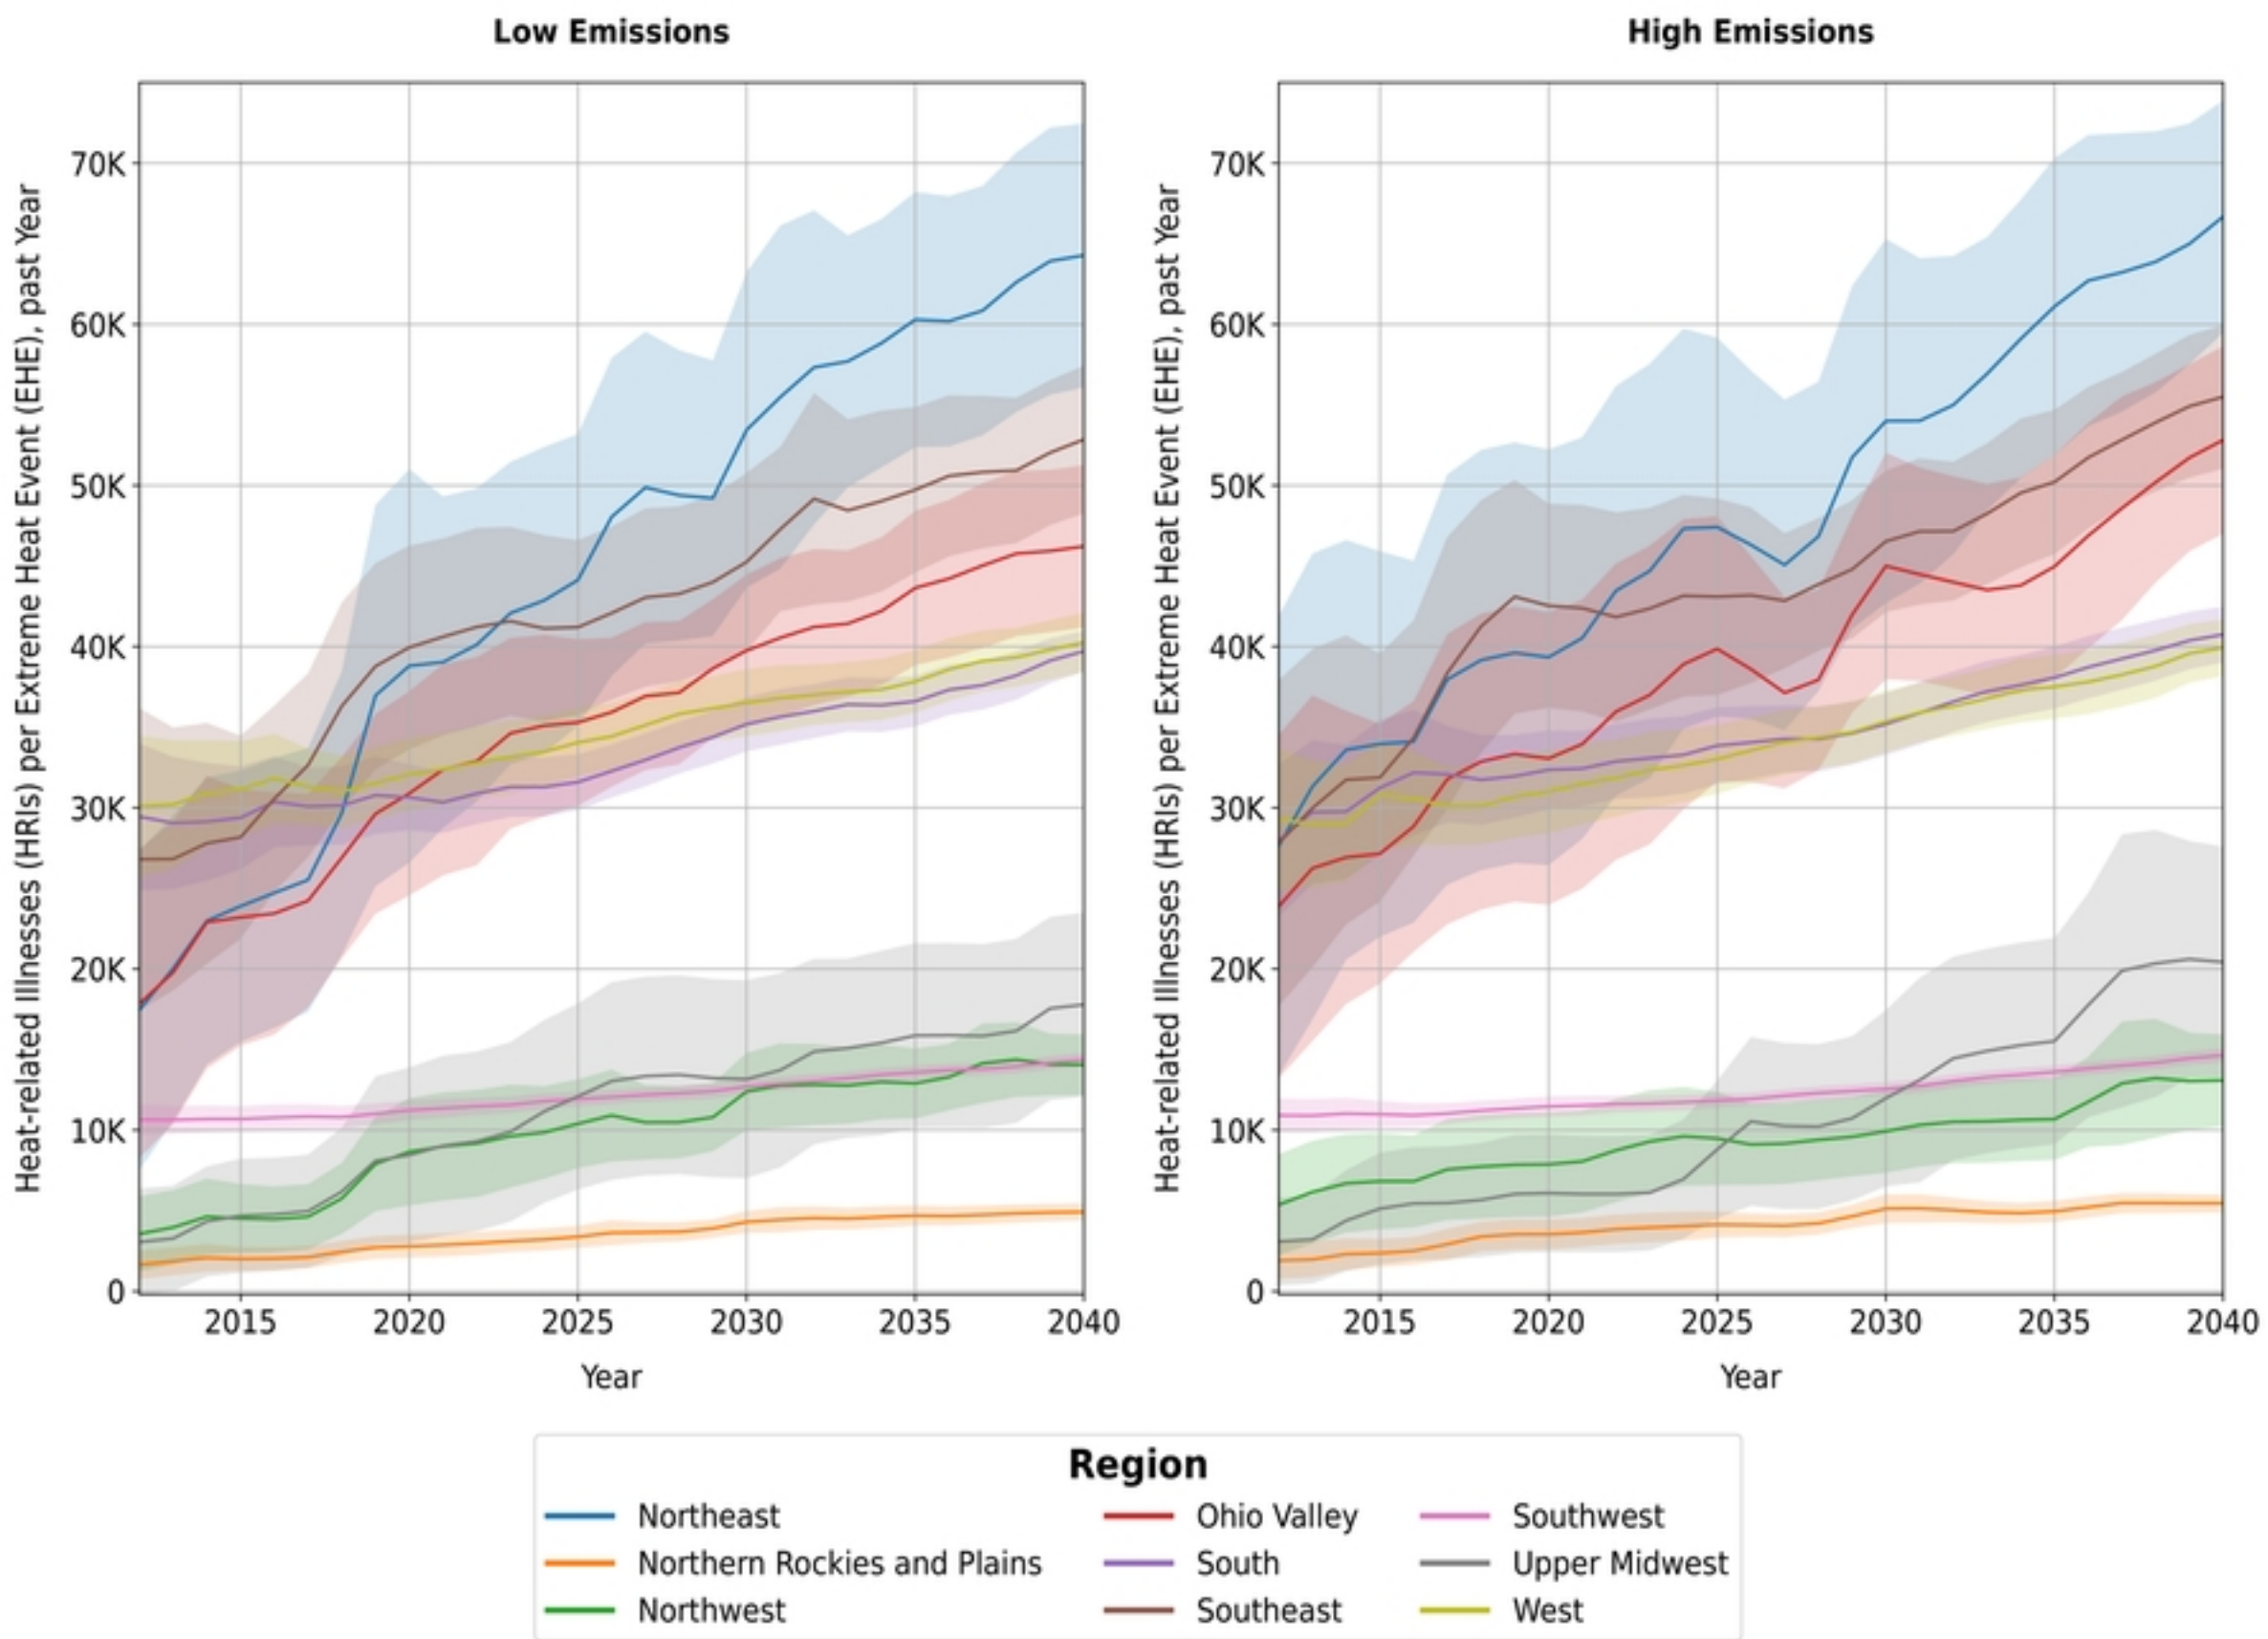 Low Emissions
Heat-related Illnesses (HRIs) per Extreme Heat Event (EHE), past Year
70K
60K
50K
40K
30K
20K
10K
0
2015 2020 2025 2030 2035 2040
Year
High Emissions
Heat-related Illnesses (HRIs) per Extreme Heat Event (EHE), past Year
70K
60K
50K
40K
30K
20K
10K
0
2015 2020 2025 2030 2035 2040
Year
Region
Northeast
Northern Rockies and Plains
Northwest
Ohio Valley
South
Southeast
Southwest
Upper Midwest
West